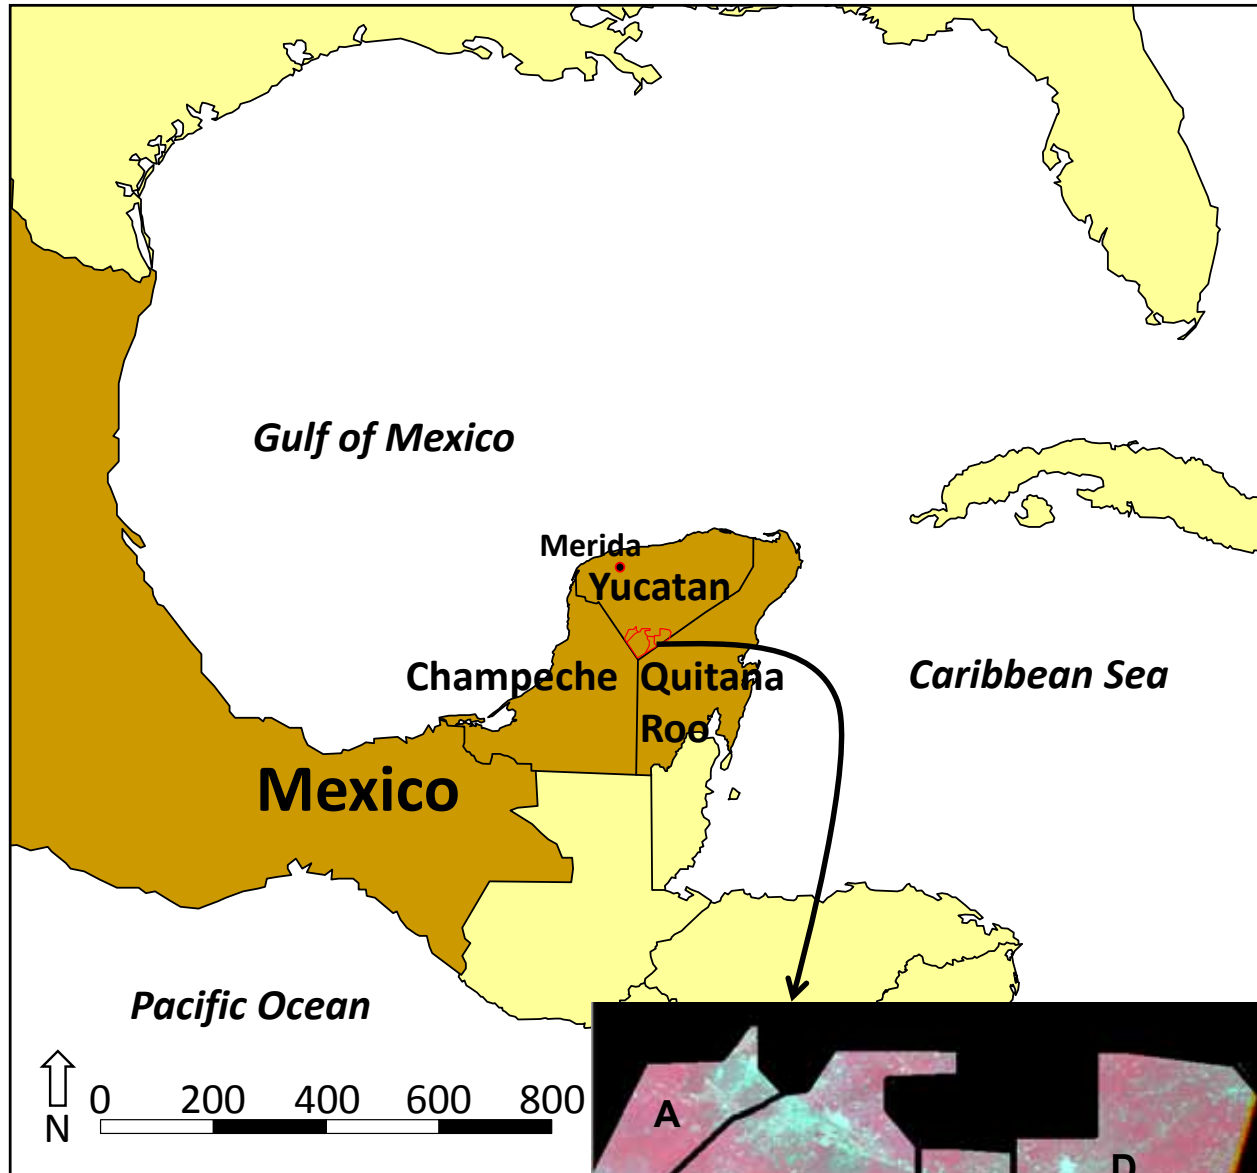 Gulf of Mexico
Merida
Yucatan
Champeche
Quitana
Roo
Caribbean Sea
Mexico
Pacific Ocean
N
0 200 400 600 800
A
D